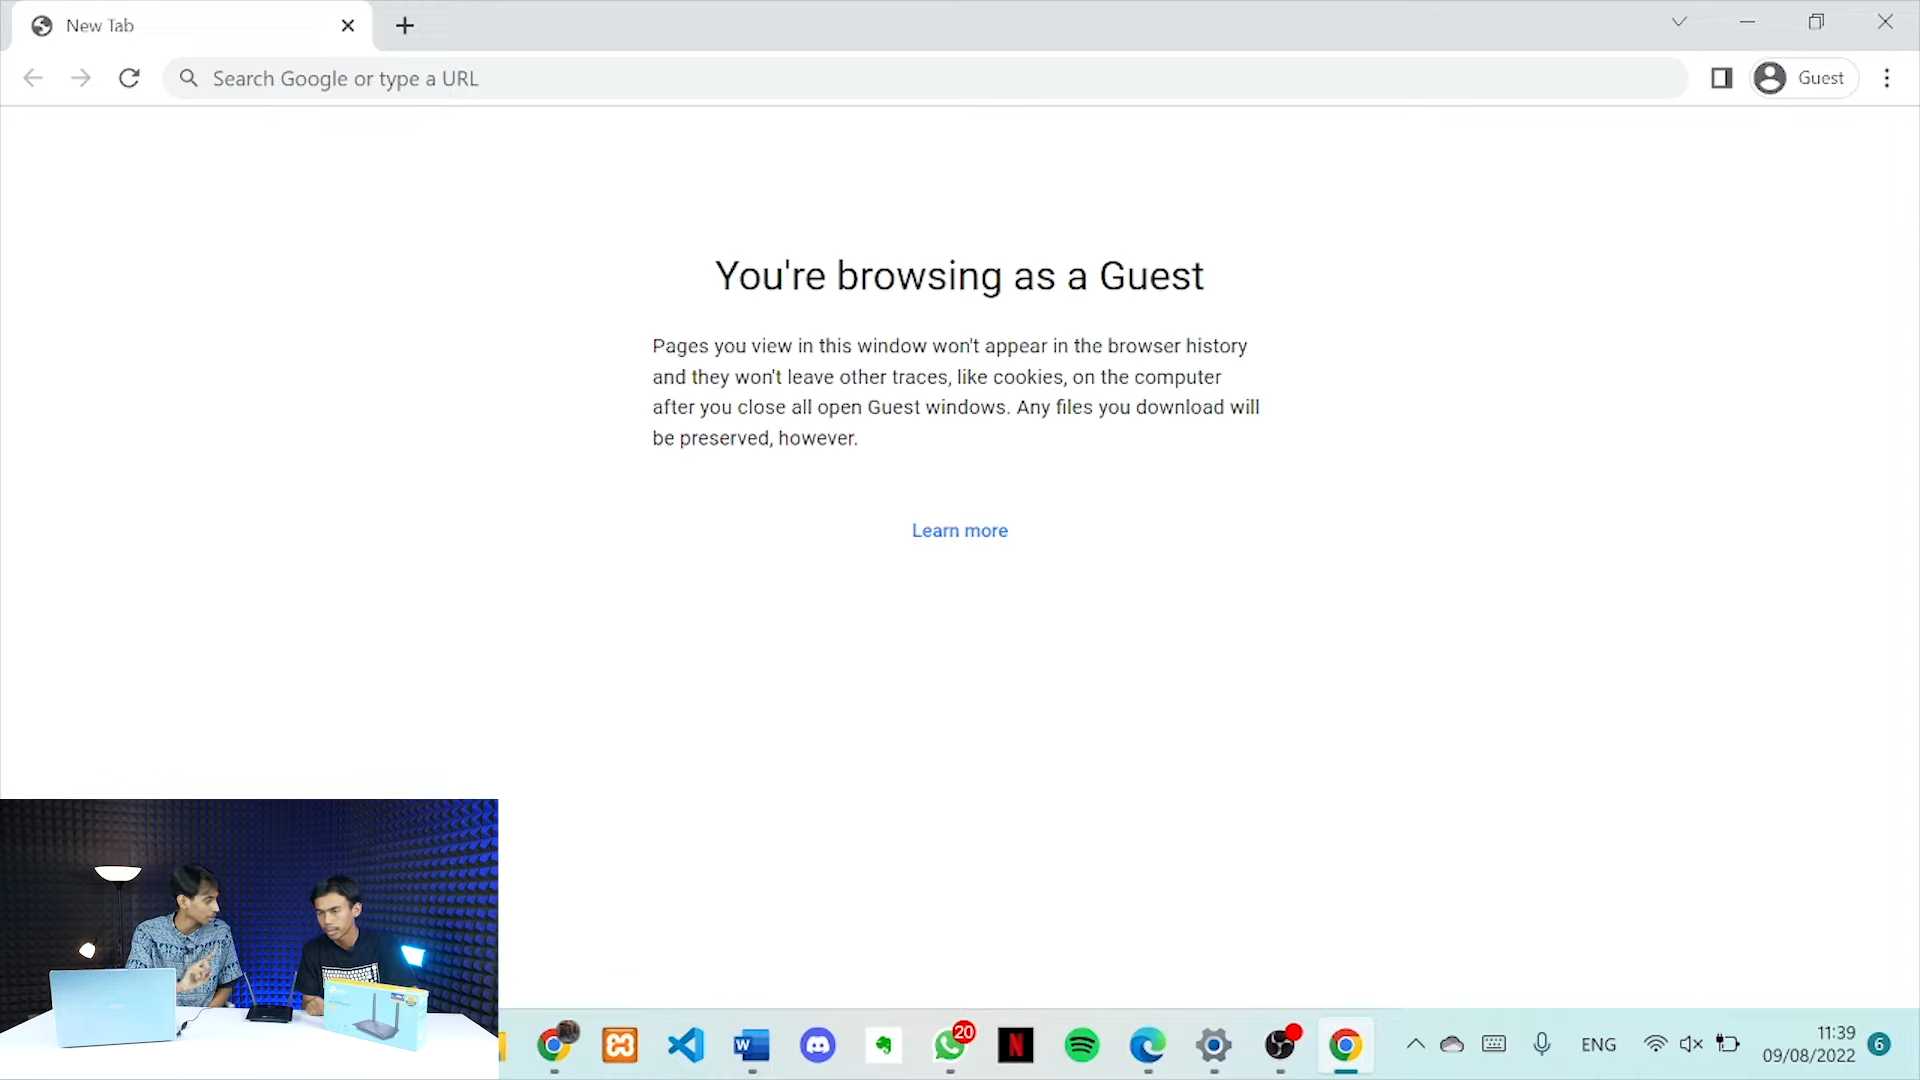 New Tab
Search Google or type a URL
Guest
You're browsing as a Guest
Pages you view in this window won't appear in the browser history
and they won't leave other traces, like cookies, on the computer
after you close all open Guest windows. Any files you download will
be preserved, however.
Learn more
W
20
N
ENG
11:39
09/08/2022
6